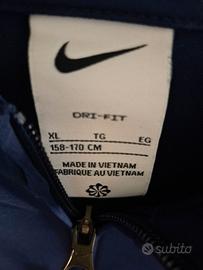 DRI-FIT
XL TG EG
158-170 CM
MADE IN VIETNAM
FABRIQUE AU VIETNAM
subito